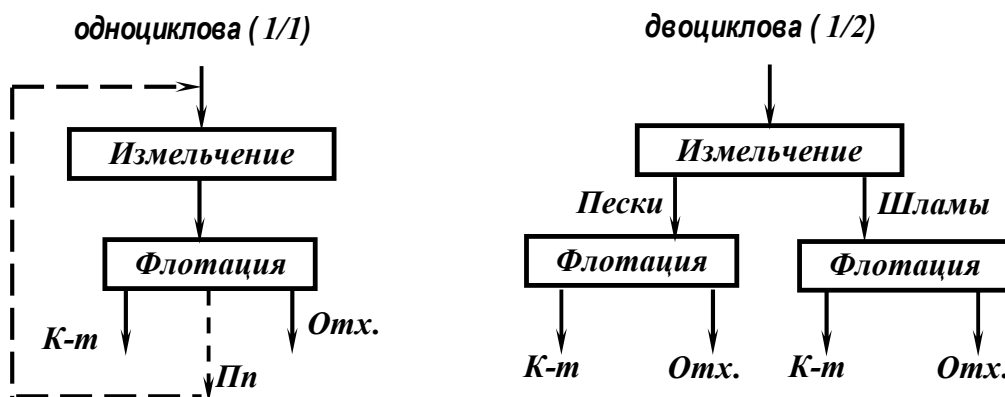 одноциклова ( 1/1)
Измельчение
Флотация
К-т
Отх.
Пп
двоциклова ( 1/2)
Измельчение
Пески
Шламы
Флотация
Флотация
К-т
Отх.
К-т
Отх.